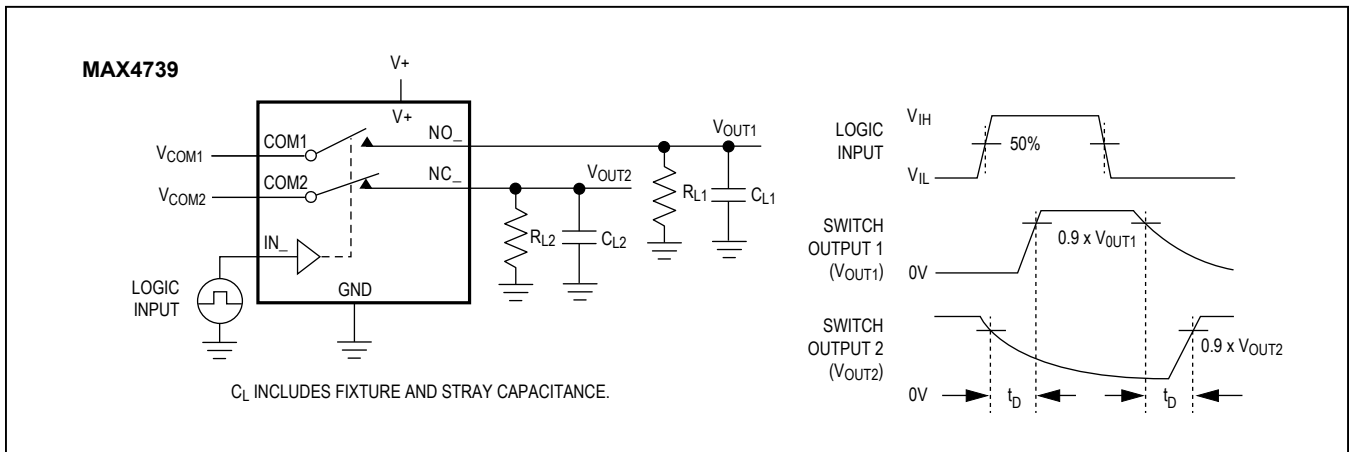 MAX4739
V+
V+
COM1
NO_
VCOM1
VOUT1
COM2
NC_
VCOM2
VOUT2
RL1
CL1
IN_
RL2
CL2
LOGIC
INPUT
GND
CL INCLUDES FIXTURE AND STRAY CAPACITANCE.
LOGIC
INPUT
VIH
50%
VIL
SWITCH
OUTPUT 1
(VOUT1)
0.9 x V0UT1
0V
SWITCH
OUTPUT 2
(VOUT2)
0.9 x VOUT2
0V
tD
tD